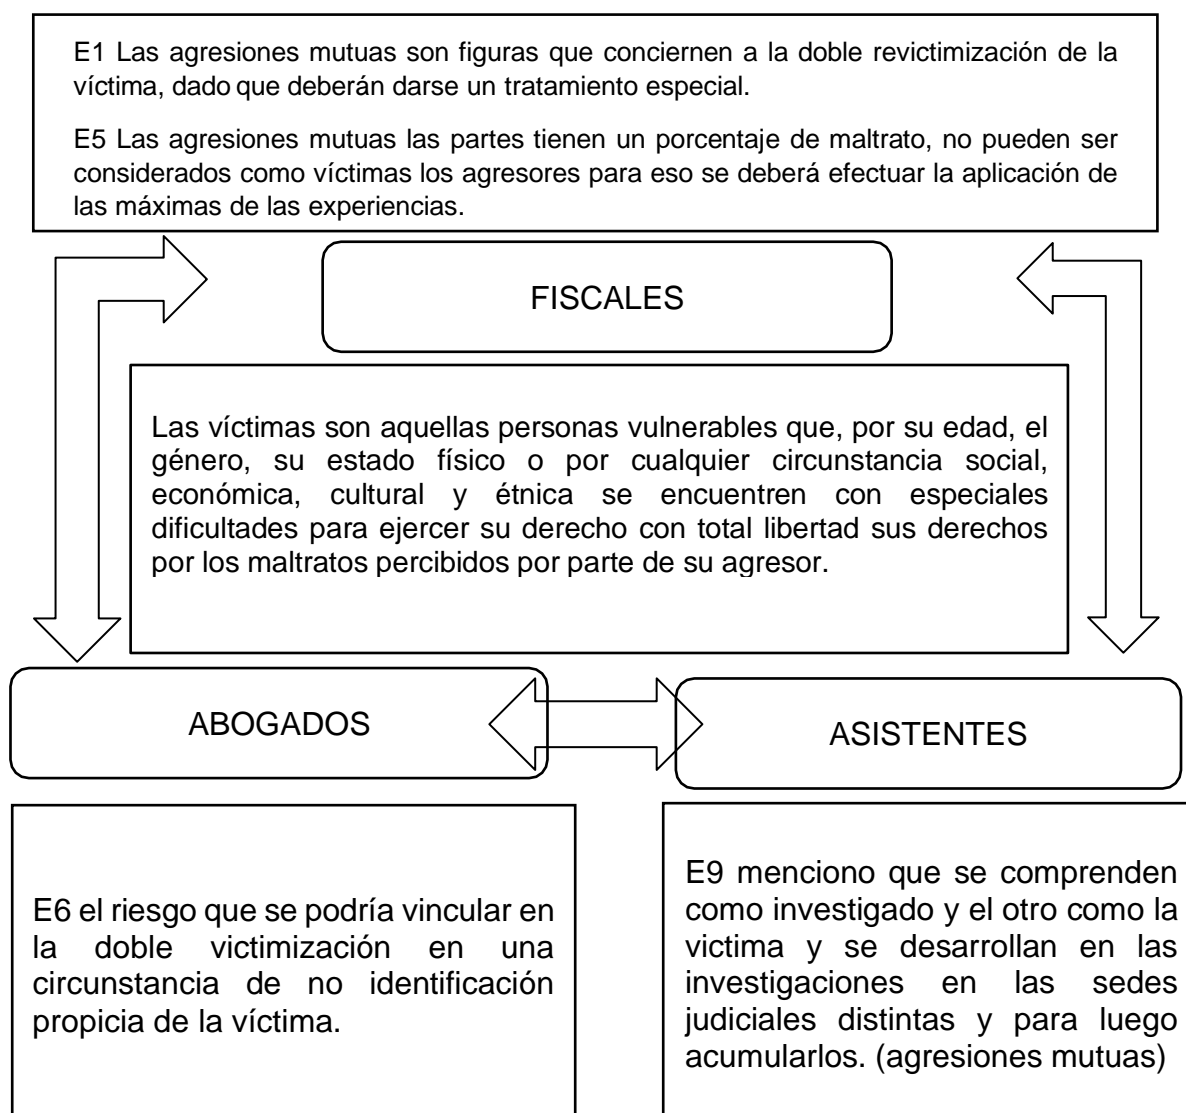 E1 Las agresiones mutuas son figuras que conciernen a la doble revictimización de la
víctima, dado que deberán darse un tratamiento especial.
E5 Las agresiones mutuas las partes tienen un porcentaje de maltrato, no pueden ser
considerados como víctimas los agresores para eso se deberá efectuar la aplicación de
las máximas de las experiencias.
FISCALES
Las víctimas son aquellas personas vulnerables que, por su edad, el
género, su estado físico o por cualquier circunstancia social,
económica, cultural y étnica se encuentren con especiales
dificultades para ejercer su derecho con total libertad sus derechos
por los maltratos percibidos por parte de su agresor.
ABOGADOS
ASISTENTES
E6 el riesgo que se podría vincular en
la doble victimización en una
circunstancia de no identificación
propicia de la víctima.
E9 menciono que se comprenden
como investigado y el otro como la
victima y se desarrollan en las
investigaciones en las sedes
judiciales distintas y para luego
acumularlos. (agresiones mutuas)